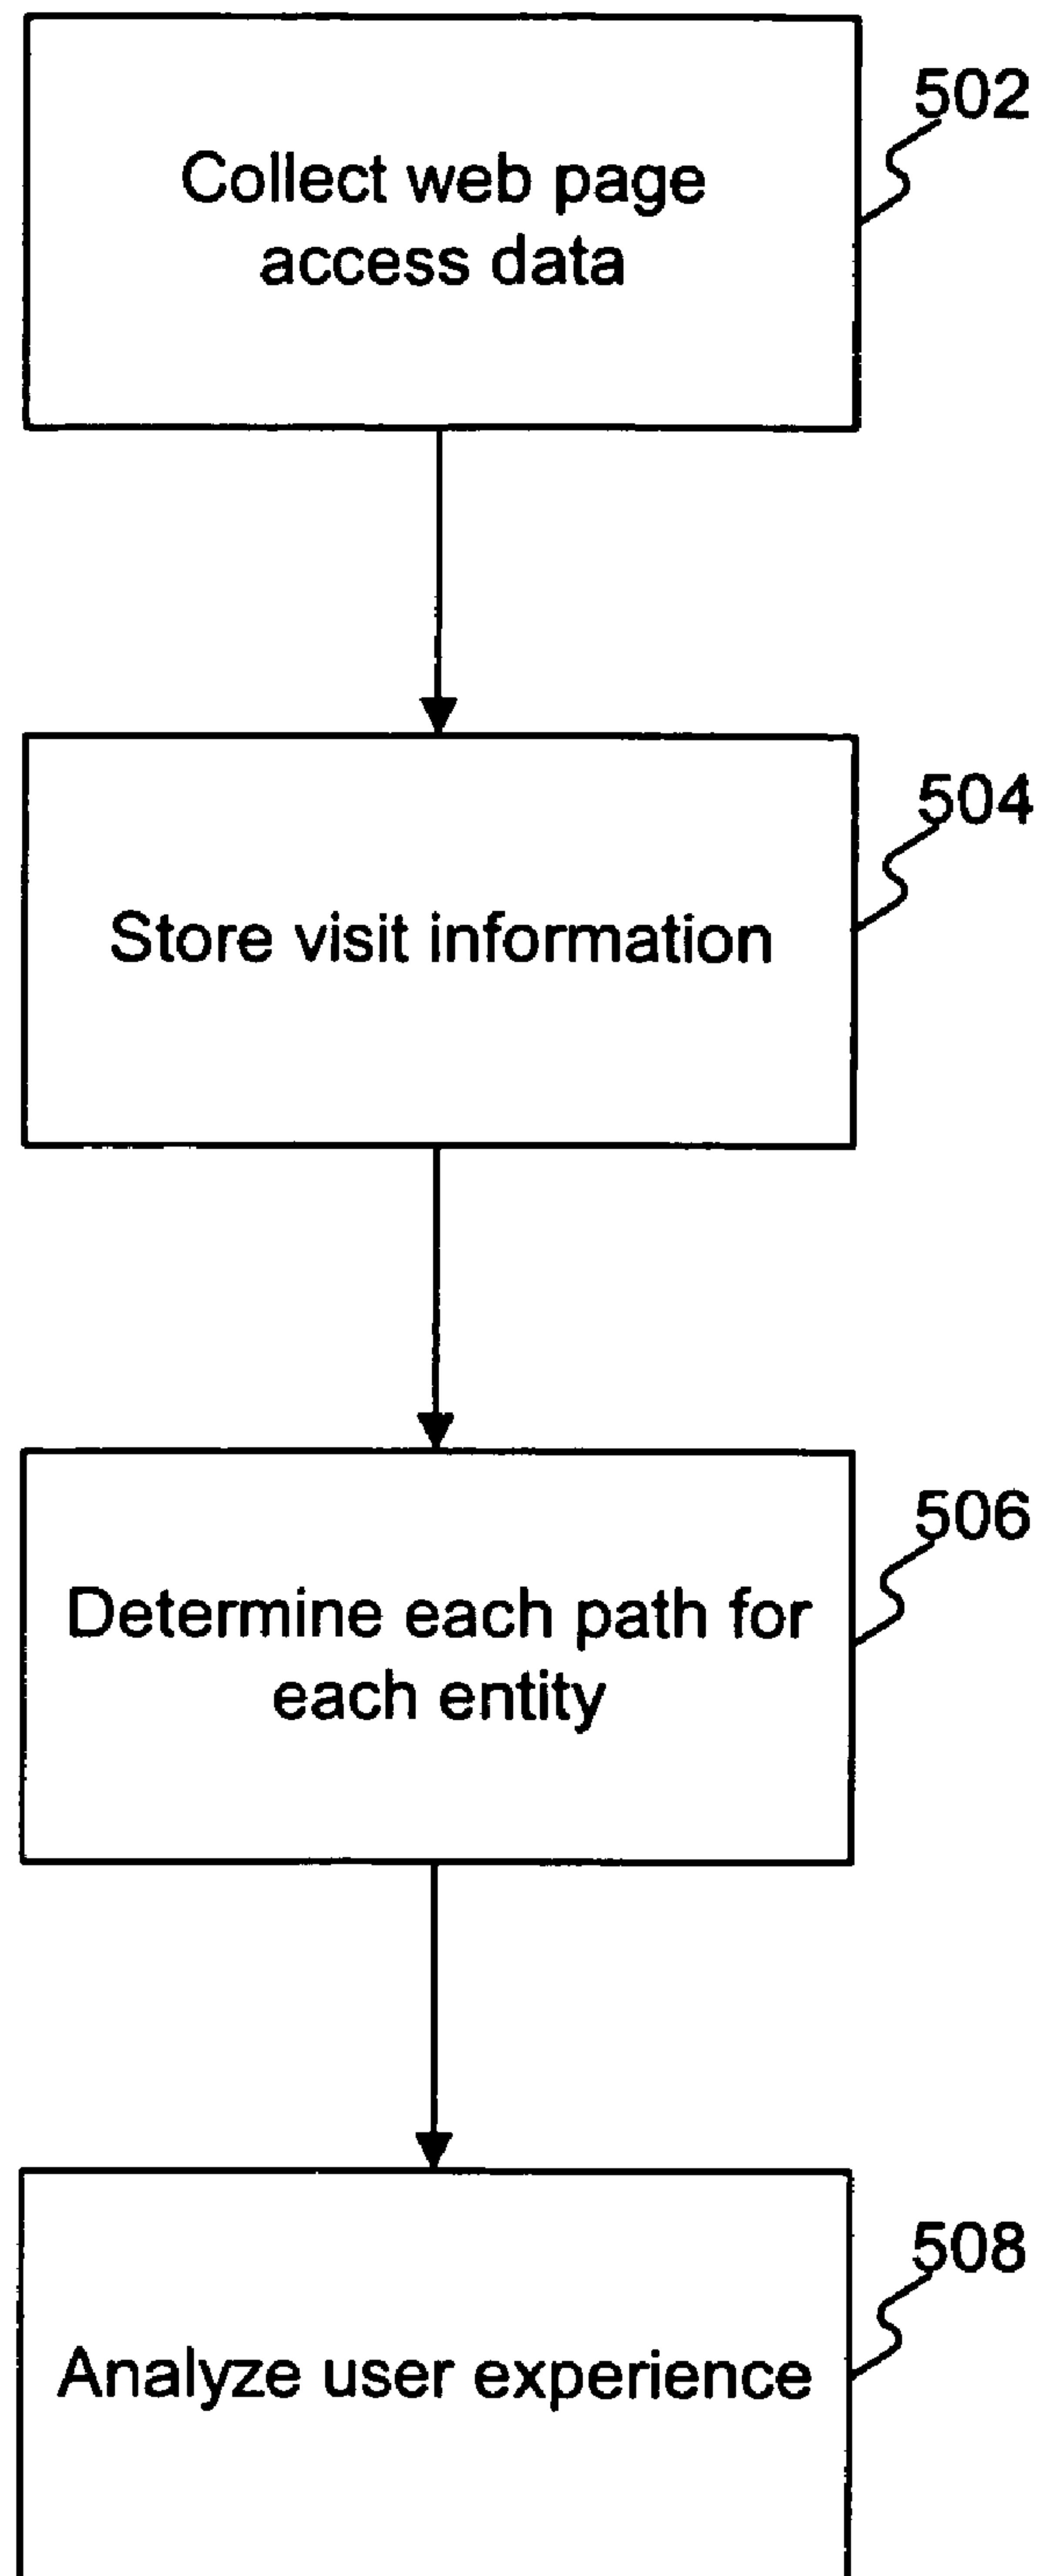 502
Collect web page
access data
504
Store visit information
506
Determine each path for
each entity
508
Analyze user experience